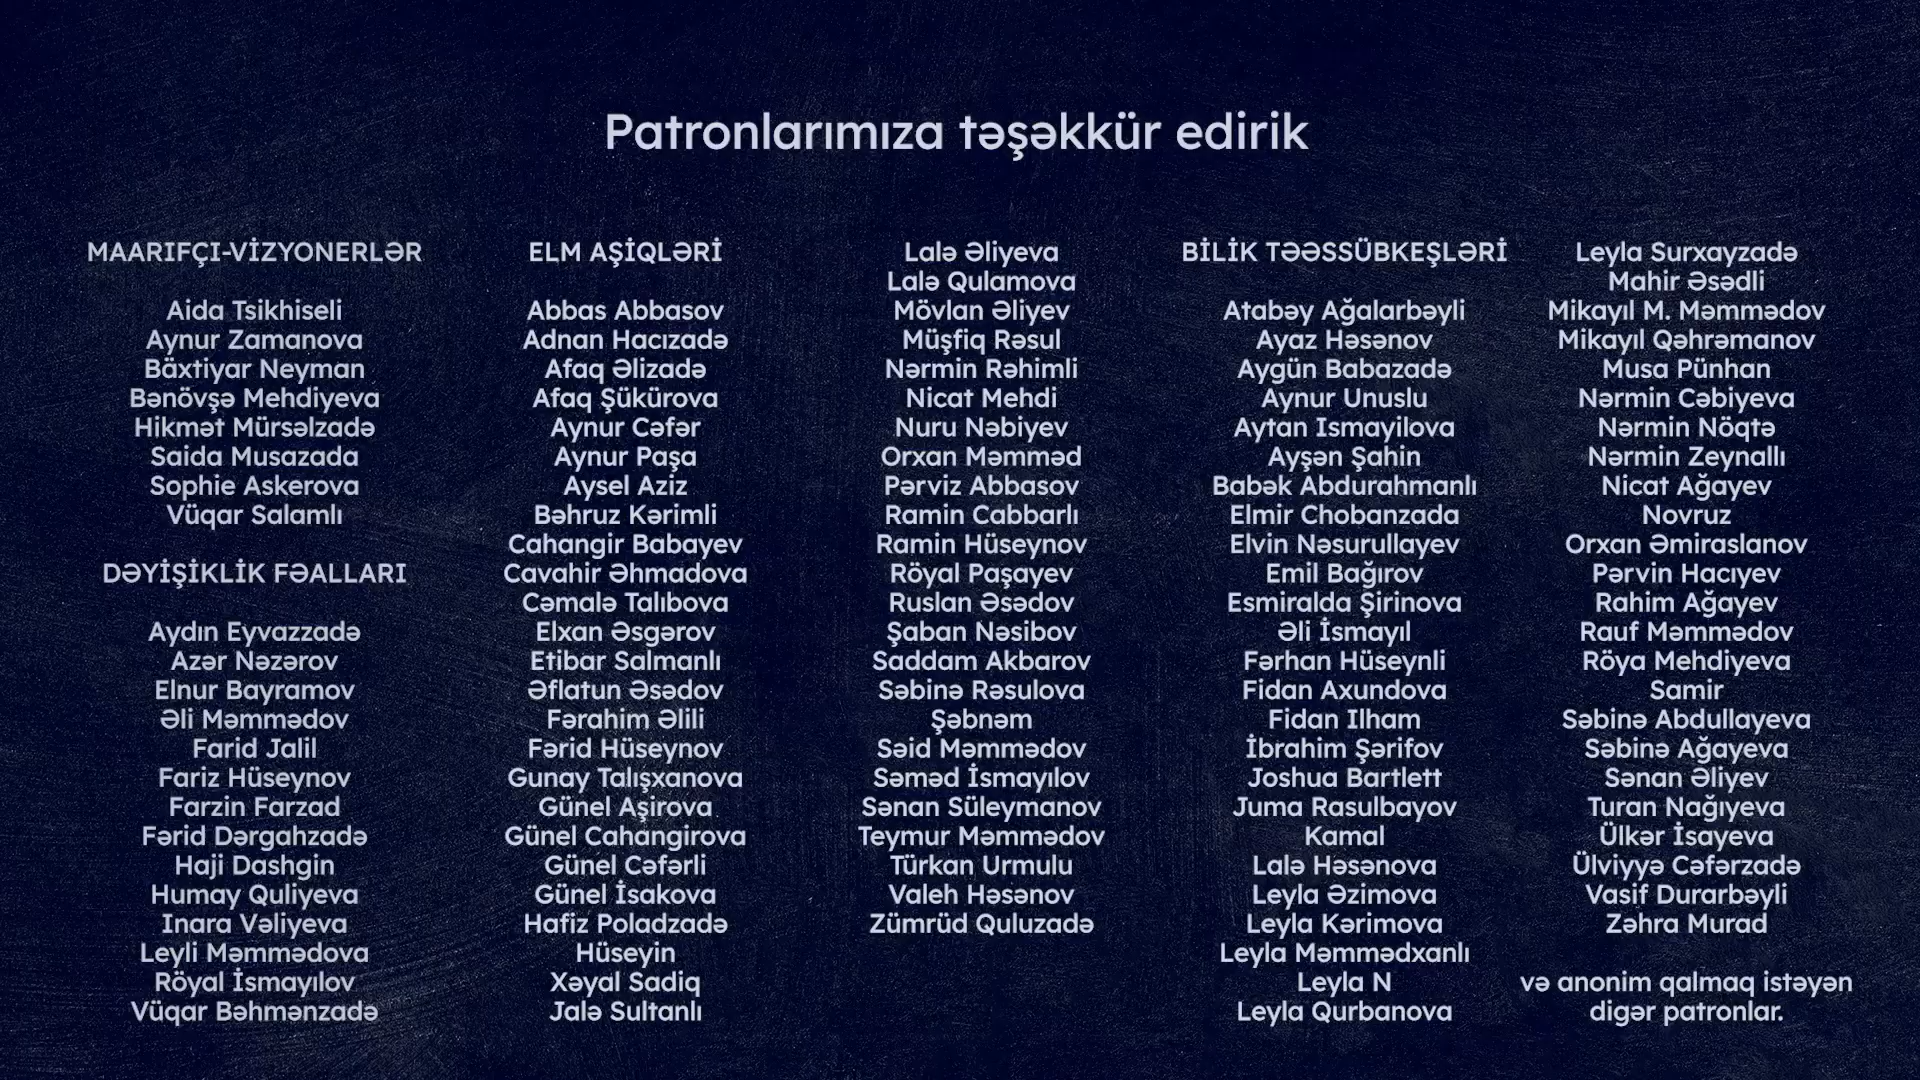 Patronlarımıza təşəkkür edirik
MAARIFÇI-VİZYONERLƏR
Aida Tsikhiseli
Aynur Zamanova
Bäxtiyar Neyman
Bənövşə Mehdiyeva
Hikmət Mürsəlzadə
Saida Musazada
Sophie Askerova
Vüqar Salamlı
DƏYİŞİKLİK FƏALLARI
Aydın Eyvazzadə
Azər Nəzərov
Elnur Bayramov
Əli Məmmədov
Farid Jalil
Fariz Hüseynov
Farzin Farzad
Fərid Dərgahzadə
Haji Dashgin
Humay Quliyeva
Inara Vəliyeva
Leyli Məmmədova
Röyal İsmayılov
Vüqar Bəhmənzadə
ELM AŞİQLƏRİ
Abbas Abbasov
Adnan Hacızadə
Afaq Əlizadə
Afaq Şükürova
Aynur Cəfər
Aynur Paşa
Aysel Aziz
Bəhruz Kərimli
Cahangir Babayev
Cavahir Əhmadova
Cəmalə Talıbova
Elxan Əsgərov
Etibar Salmanlı
Əflatun Əsədov
Fərahim Əlili
Fərid Hüseynov
Gunay Talışxanova
Günel Aşirova
Günel Cahangirova
Günel Cəfərli
Günel İsakova
Hafiz Poladzadə
Hüseyin
Xəyal Sadiq
Jalə Sultanlı
Lalə Əliyeva
Lalə Qulamova
Mövlan Əliyev
Müşfiq Rəsul
Nərmin Rəhimli
Nicat Mehdi
Nuru Nəbiyev
Orxan Məmməd
Pərviz Abbasov
Ramin Cabbarlı
Ramin Hüseynov
Röyal Paşayev
Ruslan Əsədov
Şaban Nəsibov
Saddam Akbarov
Səbinə Rəsulova
Şəbnəm
Səid Məmmədov
Səməd İsmayılov
Sənan Süleymanov
Teymur Məmmədov
Türkan Urmulu
Valeh Həsənov
Zümrüd Quluzadə
BİLİK TƏƏSSÜBKEŞLƏRİ
Atabəy Ağalarbəyli
Ayaz Həsənov
Aygün Babazadə
Aynur Unuslu
Aytan Ismayilova
Ayşən Şahin
Babək Abdurahmanlı
Elmir Chobanzada
Elvin Nəsurullayev
Emil Bağırov
Esmiralda Şirinova
Əli İsmayıl
Fərhan Hüseynli
Fidan Axundova
Fidan Ilham
İbrahim Şərifov
Joshua Bartlett
Juma Rasulbayov
Kamal
Lalə Həsənova
Leyla Əzimova
Leyla Kərimova
Leyla Məmmədxanlı
Leyla N
Leyla Qurbanova
Leyla Surxayzadə
Mahir Əsədli
Mikayıl M. Məmmədov
Mikayıl Qəhrəmanov
Musa Pünhan
Nərmin Cəbiyeva
Nərmin Nöqtə
Nərmin Zeynallı
Nicat Ağayev
Novruz
Orxan Əmiraslanov
Pərvin Hacıyev
Rahim Ağayev
Rauf Məmmədov
Röya Mehdiyeva
Samir
Səbinə Abdullayeva
Səbinə Ağayeva
Sənan Əliyev
Turan Nağıyeva
Ülkər İsayeva
Ülviyyə Cəfərzadə
Vasif Durarbəyli
Zəhra Murad
və anonim qalmaq istəyən
digər patronlar.